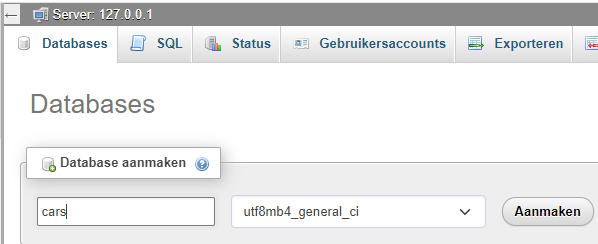 ← Server: 127.0.0.1
Databases SQL Status Gebruikersaccounts Exporteren
Databases
Database aanmaken
cars utf8mb4_general_ci Aanmaken